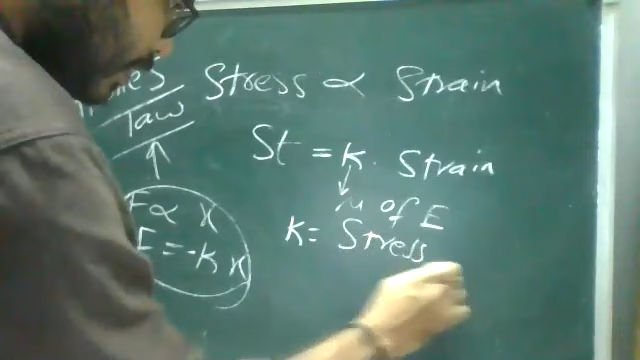 Stress ∝ Strain
Law
St = k. Strain
m of E
F ∝ x
F = -k x
k = Stress